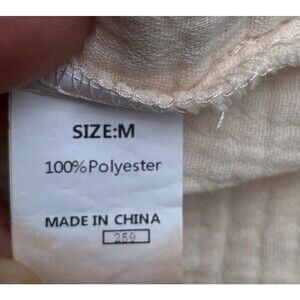 SIZE:M
100%Polyester
MADE IN CHINA
259